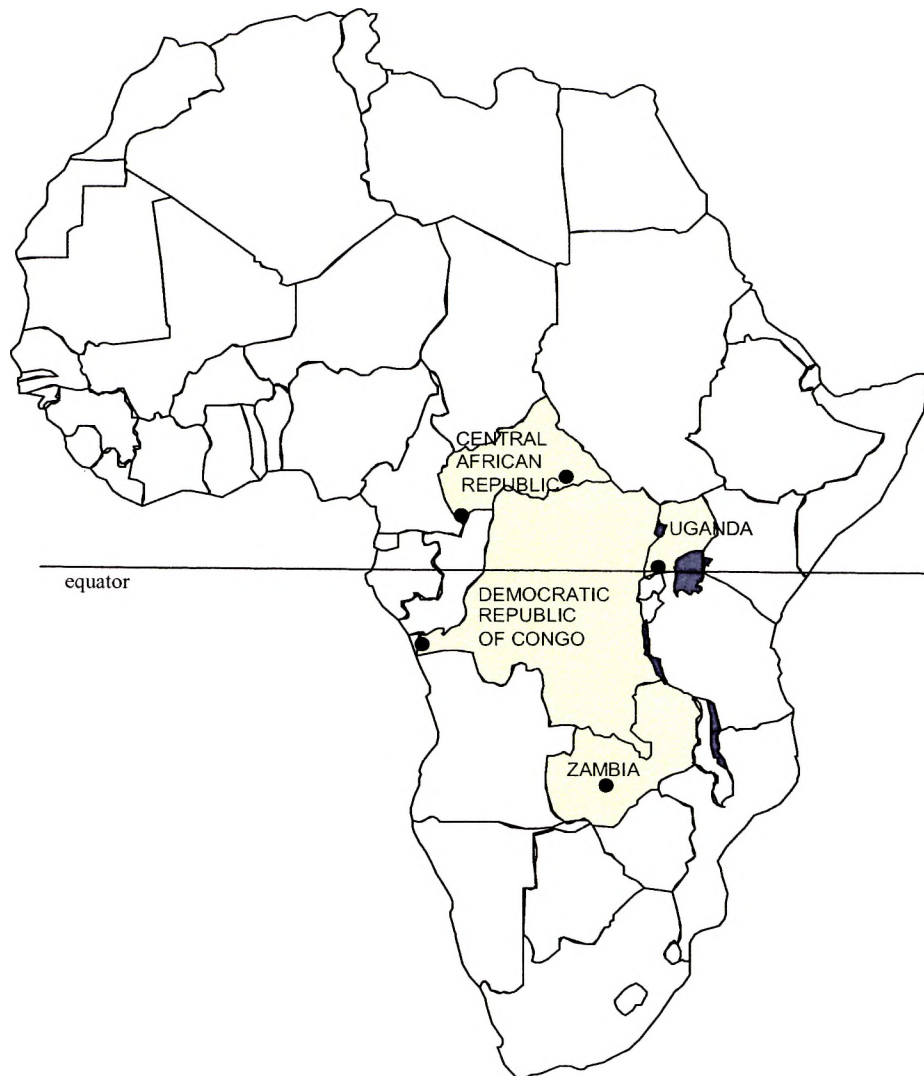 CENTRAL
AFRICAN
REPUBLIC
UGANDA
equator
DEMOCRATIC
REPUBLIC
OF CONGO
ZAMBIA